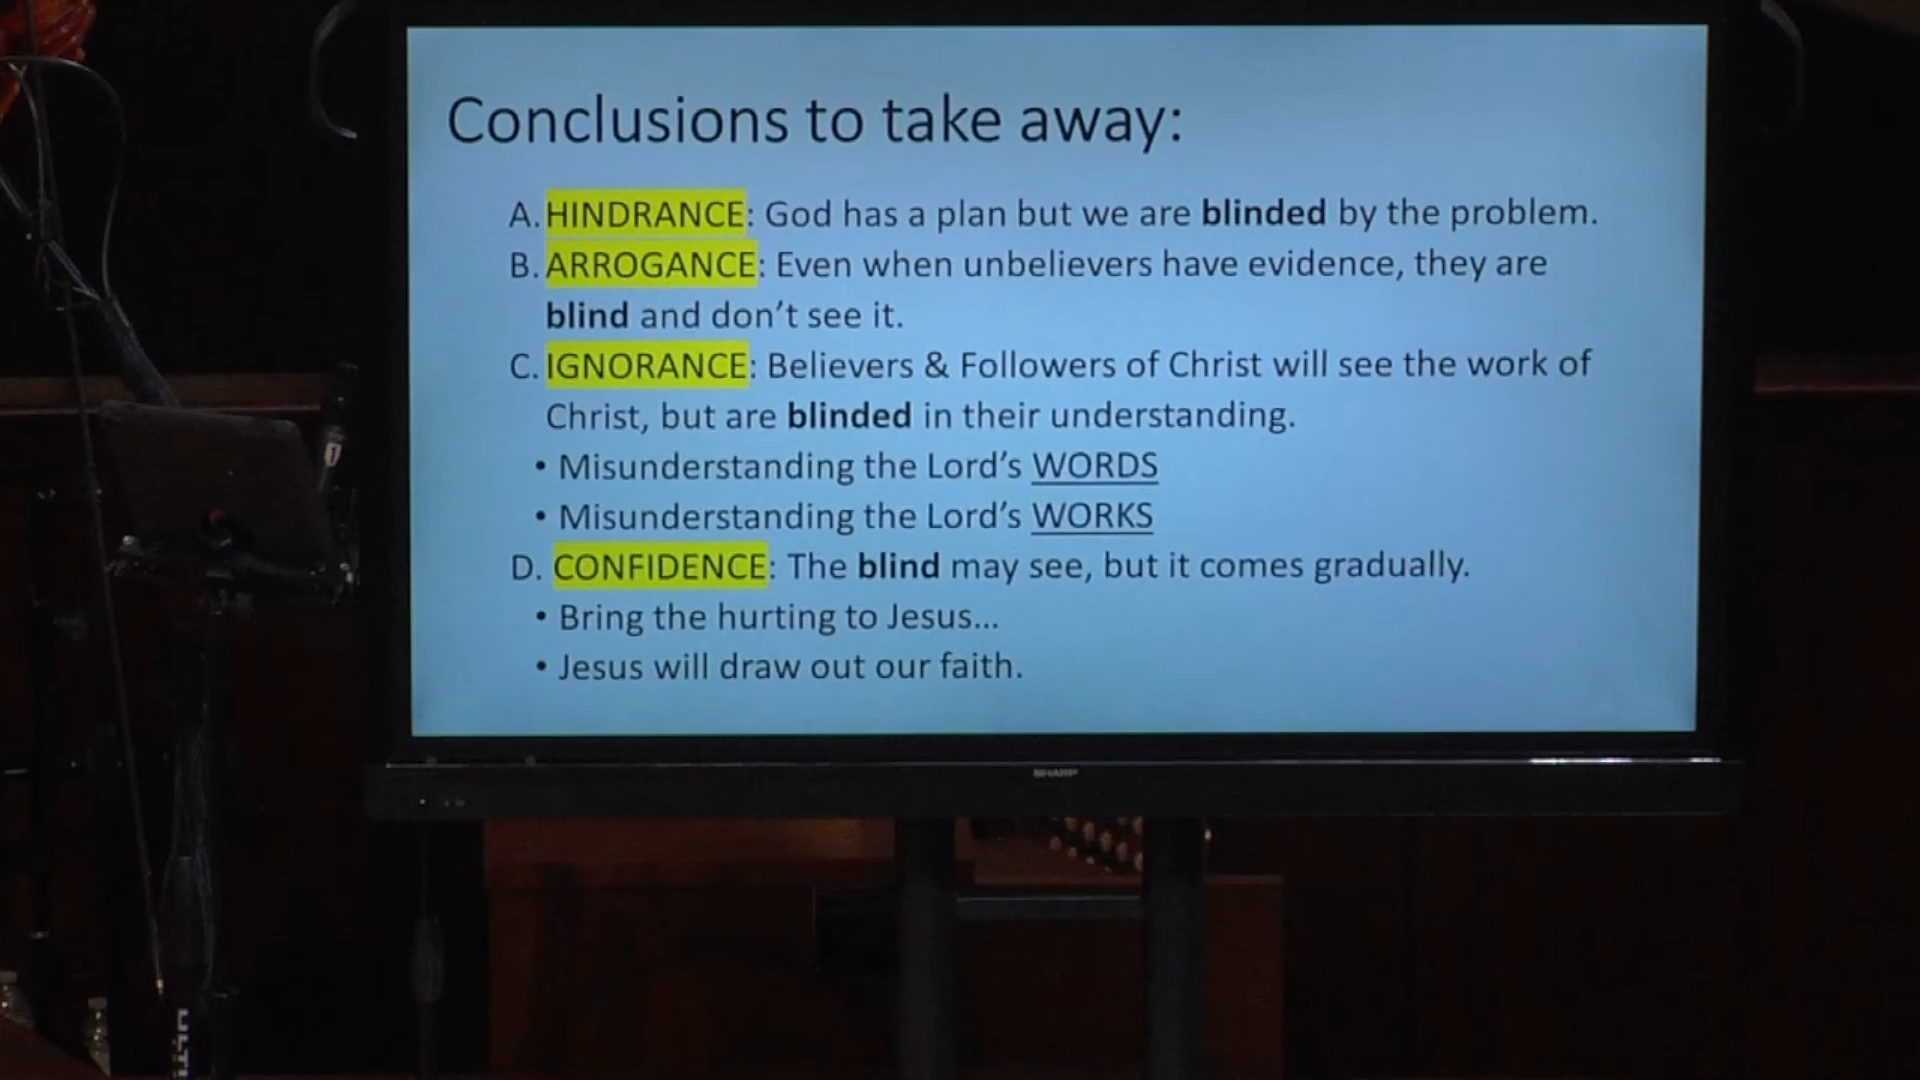 Conclusions to take away:
A. HINDRANCE: God has a plan but we are blinded by the problem.
B. ARROGANCE: Even when unbelievers have evidence, they are
blind and don't see it.
C. IGNORANCE: Believers & Followers of Christ will see the work of
Christ, but are blinded in their understanding.
• Misunderstanding the Lord's WORDS
• Misunderstanding the Lord's WORKS
D. CONFIDENCE: The blind may see, but it comes gradually.
• Bring the hurting to Jesus...
• Jesus will draw out our faith.
SHARP
1